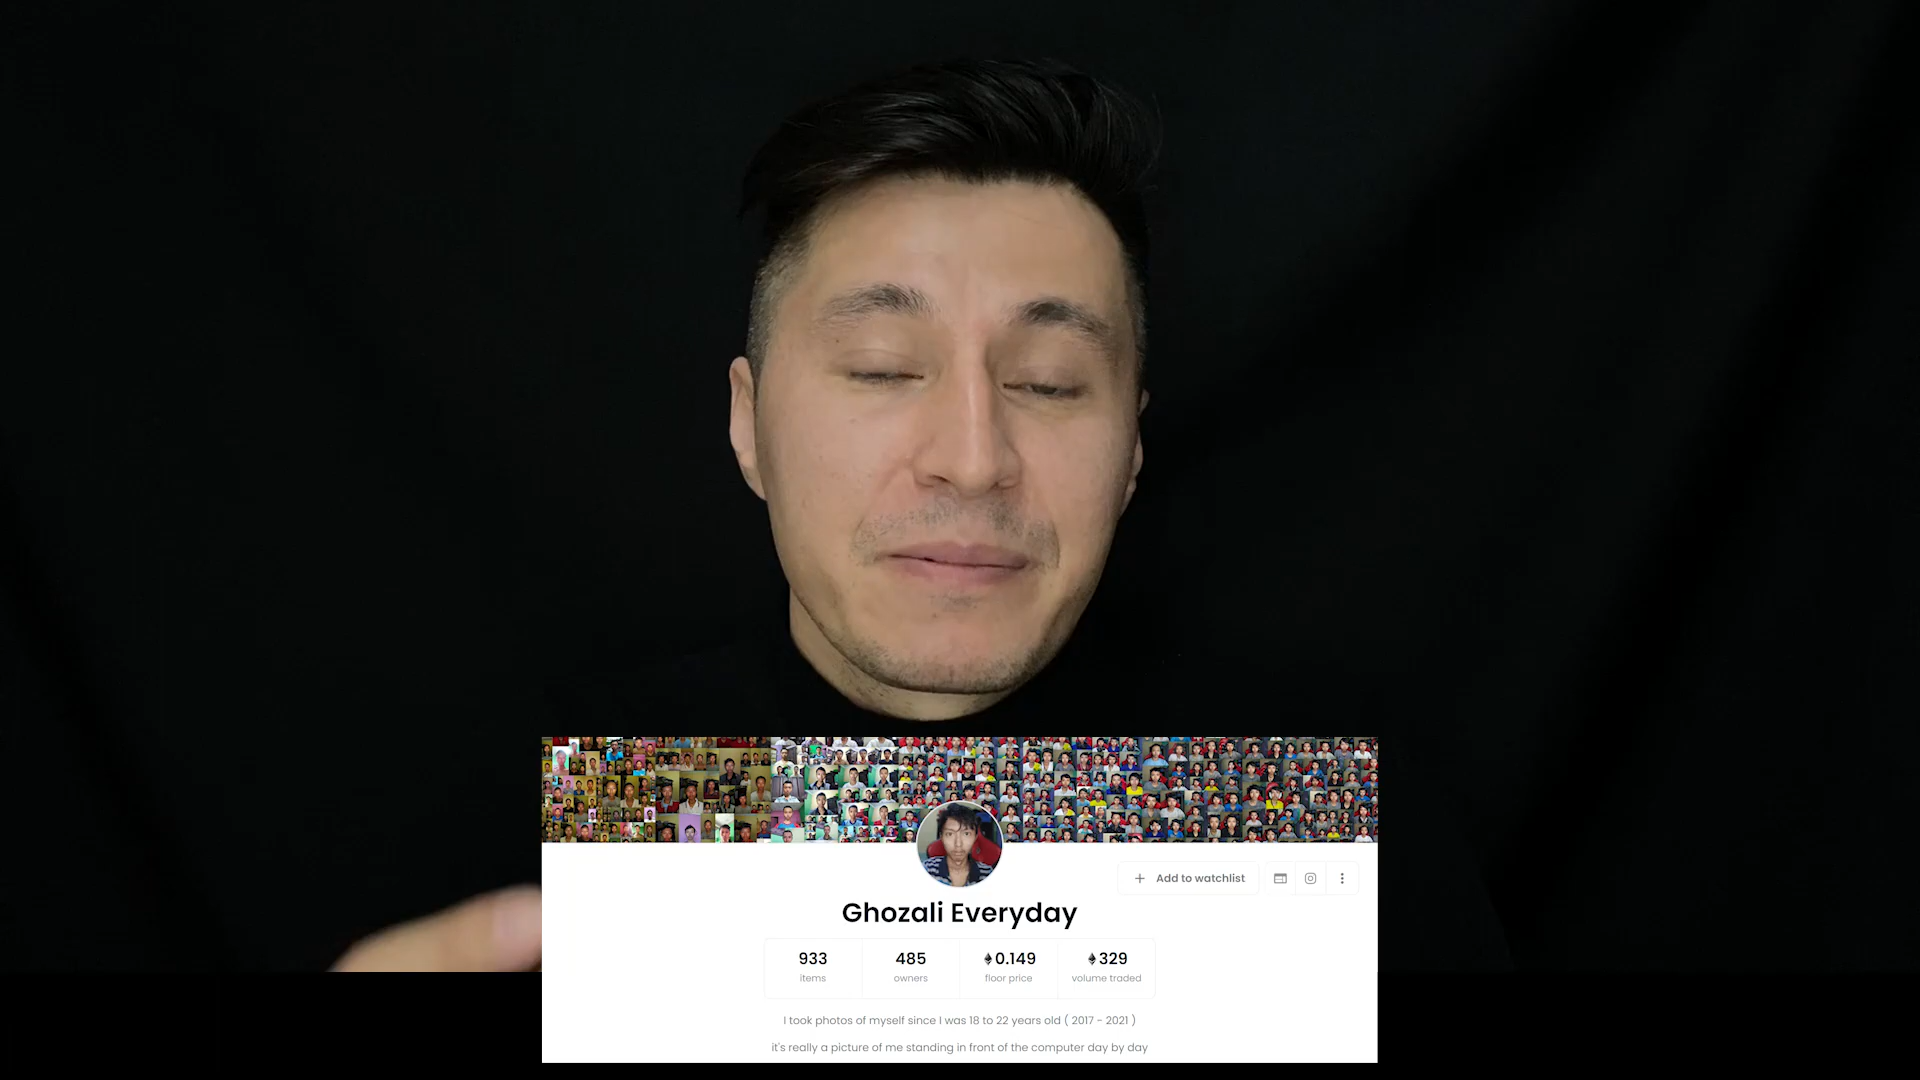 Add to watchlist
Ghozali Everyday
933 485 0.149 329
items owners floor price volume traded
I took photos of myself since I was 18 to 22 years old ( 2017 - 2021 )
it's really a picture of me standing in front of the computer day by day